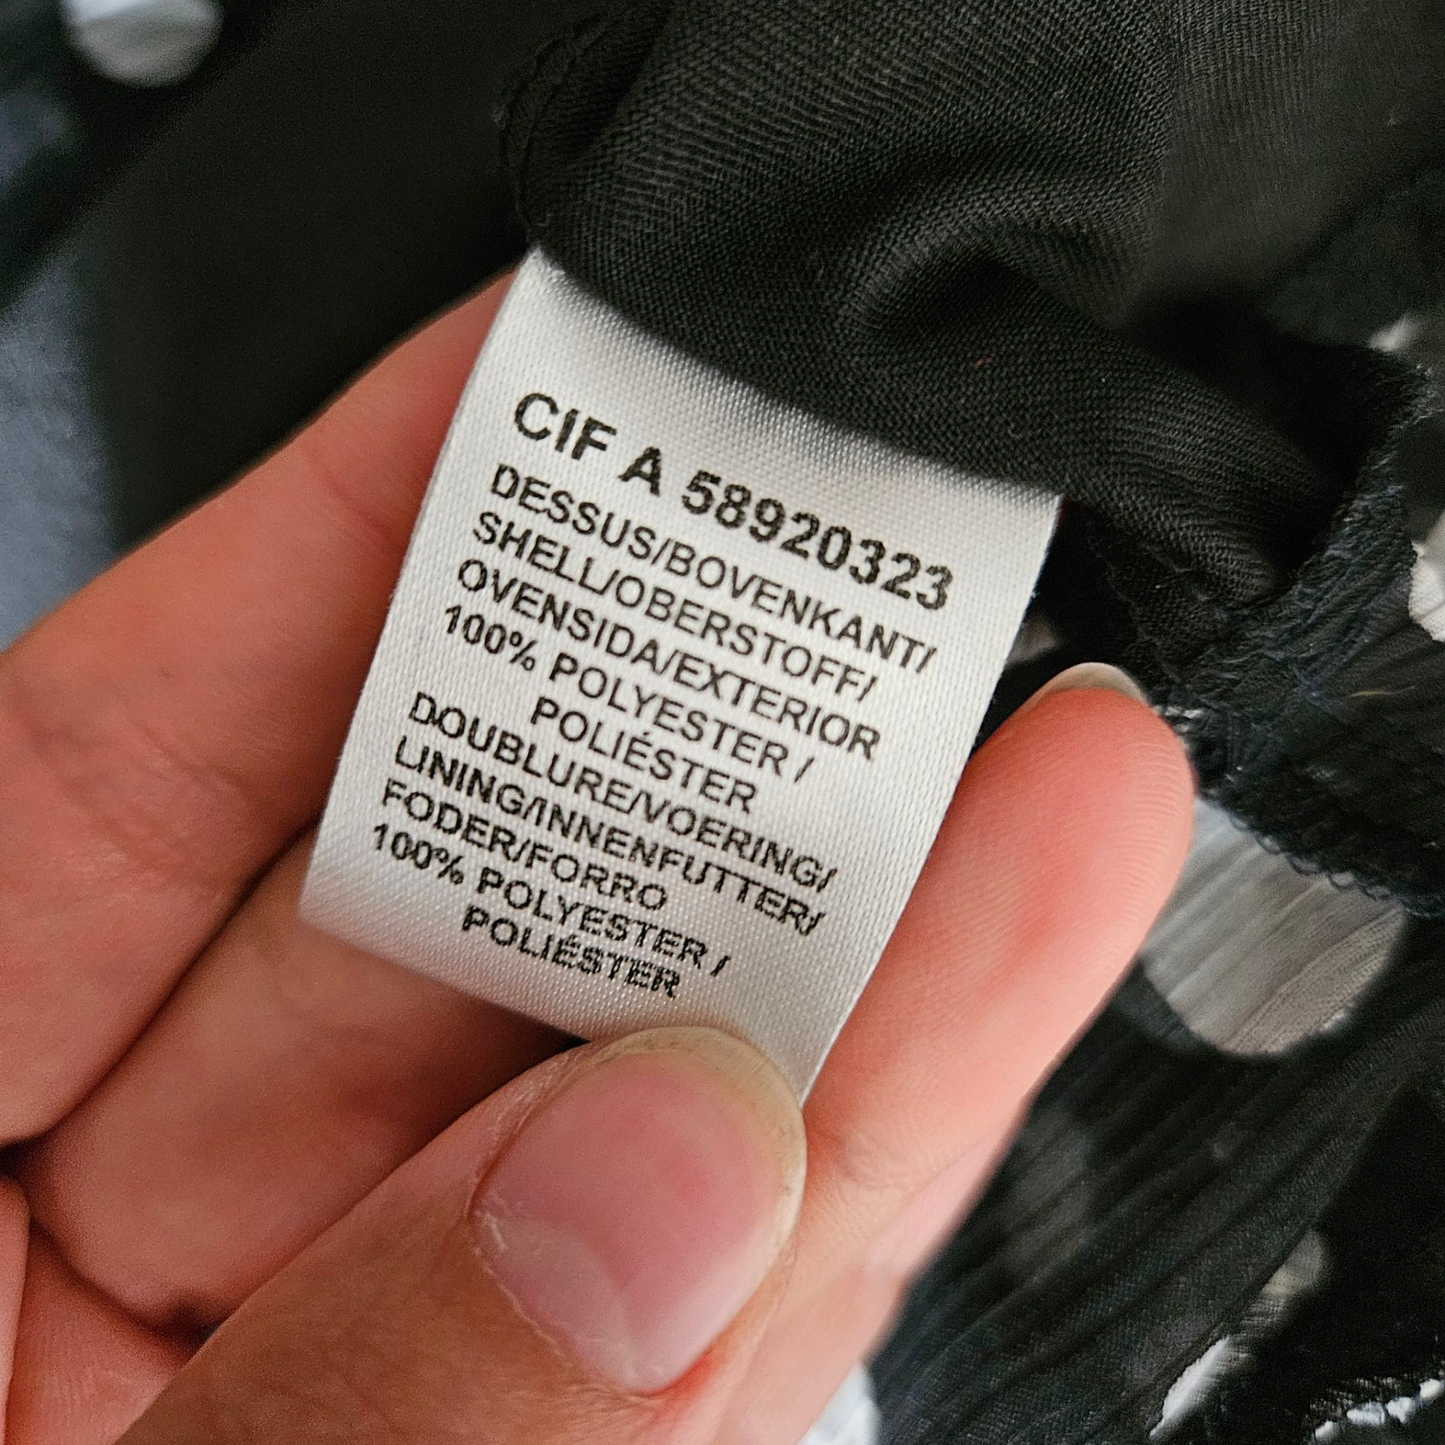 CIF A 58920323
DESSUS/BOVENKANT/
SHELL/OBERSTOFF/
OVENSIDA/EXTERIOR
100% POLYESTER /
POLIÉSTER
DOUBLURE/VOERING/
LINING/INNENFUTTER/
FODER/FORRO
100% POLYESTER /
POLIÉSTER